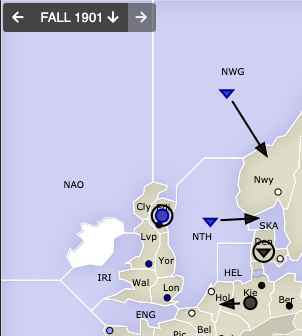 FALL 1901
NWG
NAO
Nwy
Cly
Edi
SKA
NTH
Lvp
Den
Yor
IRI
HEL
Wal
Lon
Hol
Kie
Ber
ENG
Bel
Pic